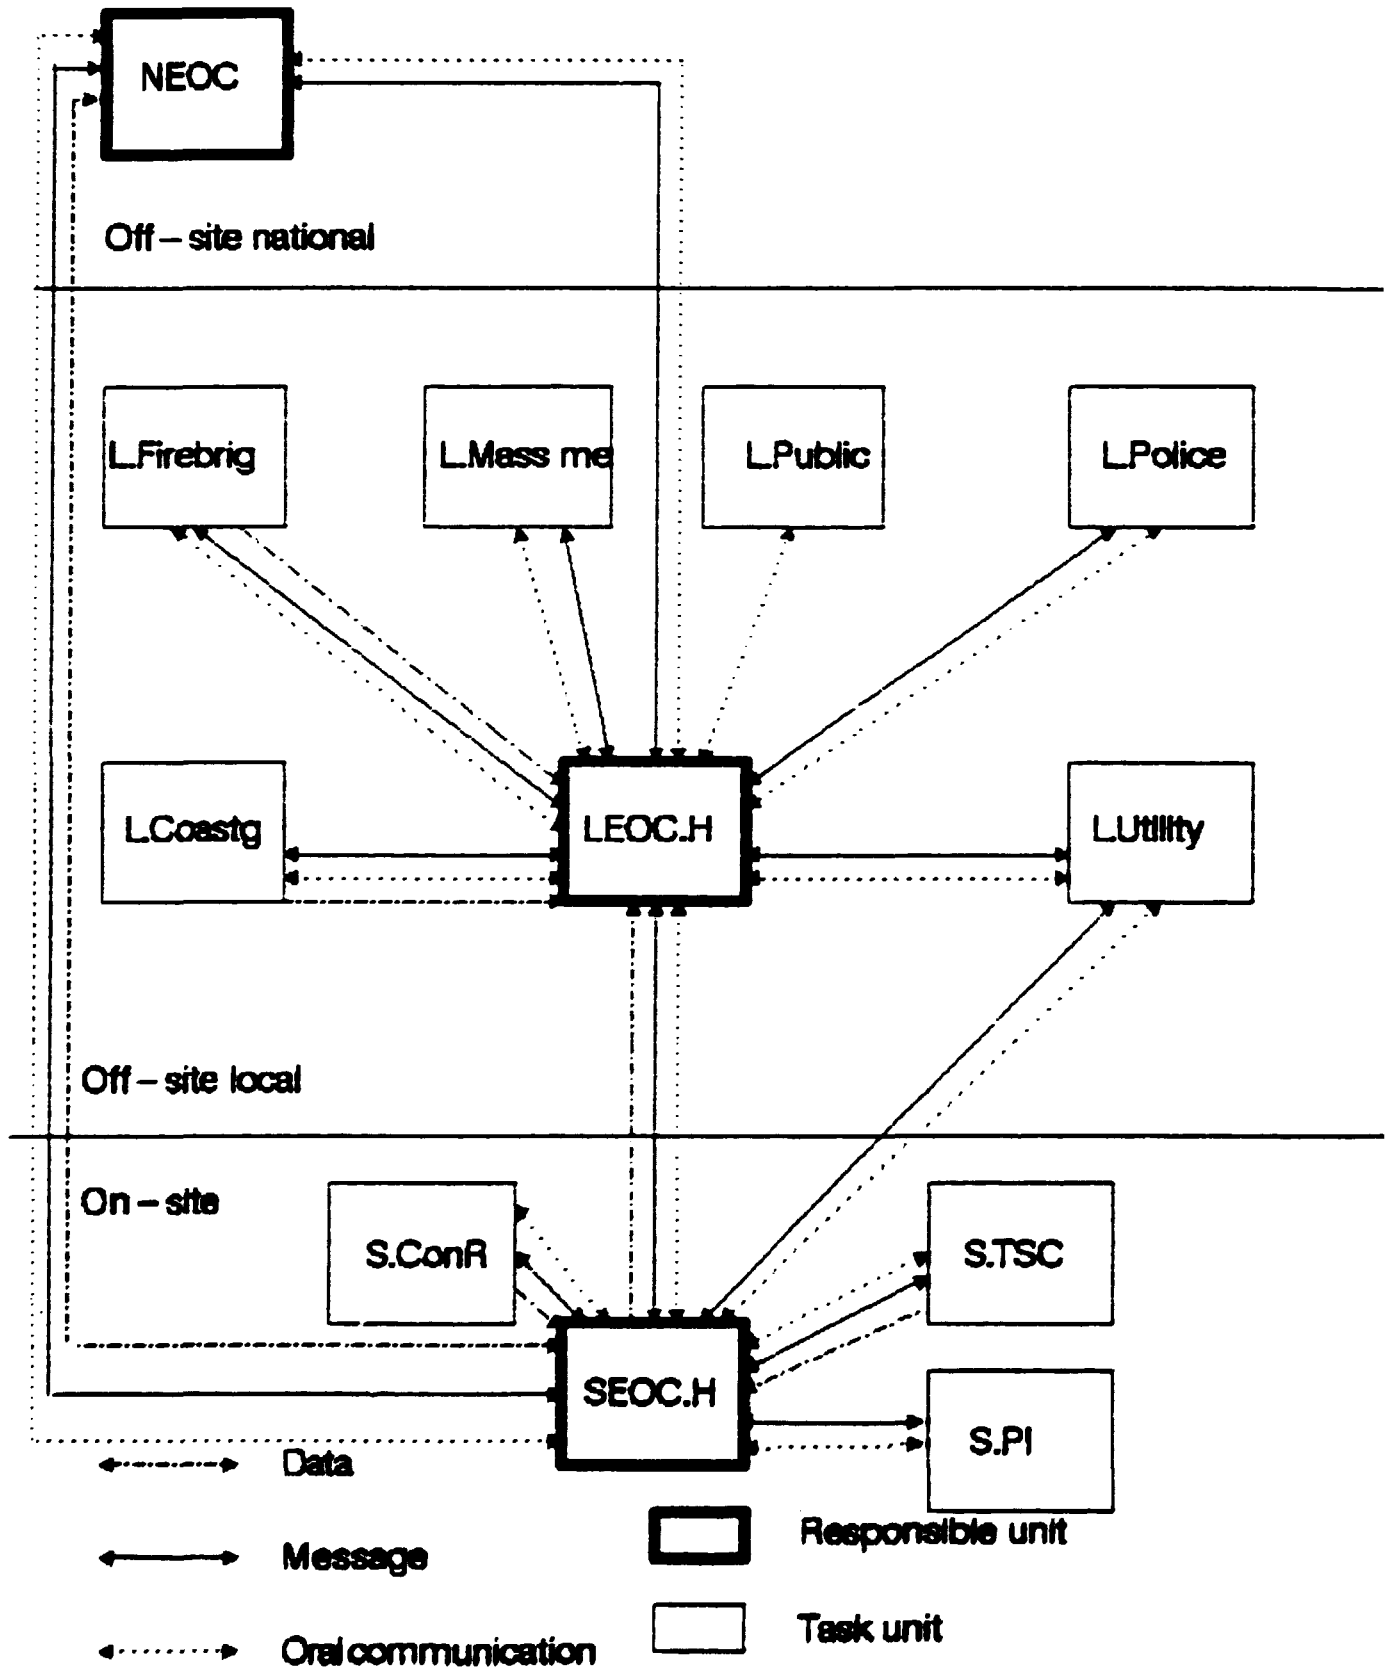 NEOC
Off – site national
L.Firebrig
L.Mass me
L.Public
L.Police
L.Coastg
LEOC.H
L.Utility
Off – site local
On – site
S.ConR
S.TSC
SEOC.H
S.PI
Data
Responsible unit
Message
Task unit
Oral communication